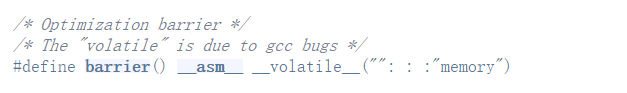 /* Optimization barrier */
/* The "volatile" is due to gcc bugs */
#define barrier() __asm__ __volatile__("": : :"memory")